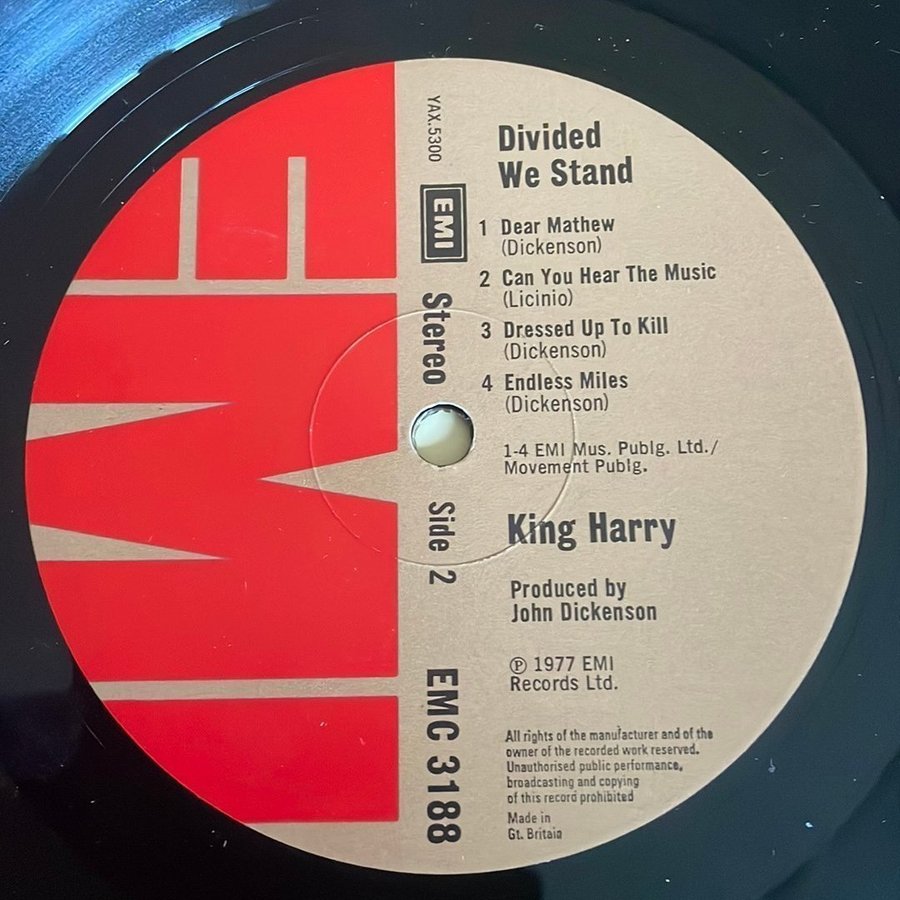 EMI
YAX.5300
EMI
Stereo
Side 2
EMC 3188
Divided
We Stand
1 Dear Mathew
(Dickenson)
2 Can You Hear The Music
(Licinio)
3 Dressed Up To Kill
(Dickenson)
4 Endless Miles
(Dickenson)
1-4 EMI Mus. Publg. Ltd./
Movement Publg.
King Harry
Produced by
John Dickenson
℗ 1977 EMI
Records Ltd.
All rights of the manufacturer and of the
owner of the recorded work reserved.
Unauthorised public performance,
broadcasting and copying
of this record prohibited
Made in
Gt. Britain